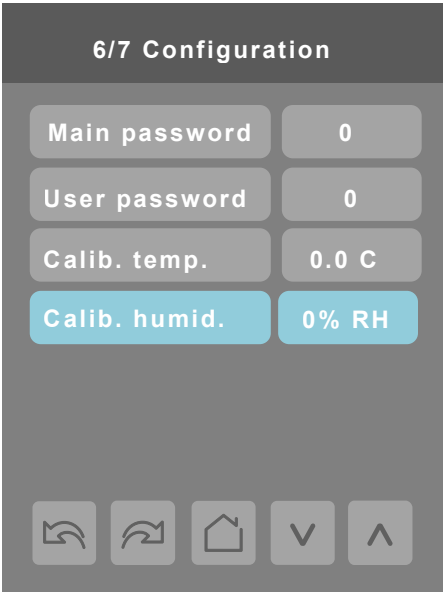 6/7 Configuration
Main password 0
User password 0
Calib. temp. 0.0 C
Calib. humid. 0% RH